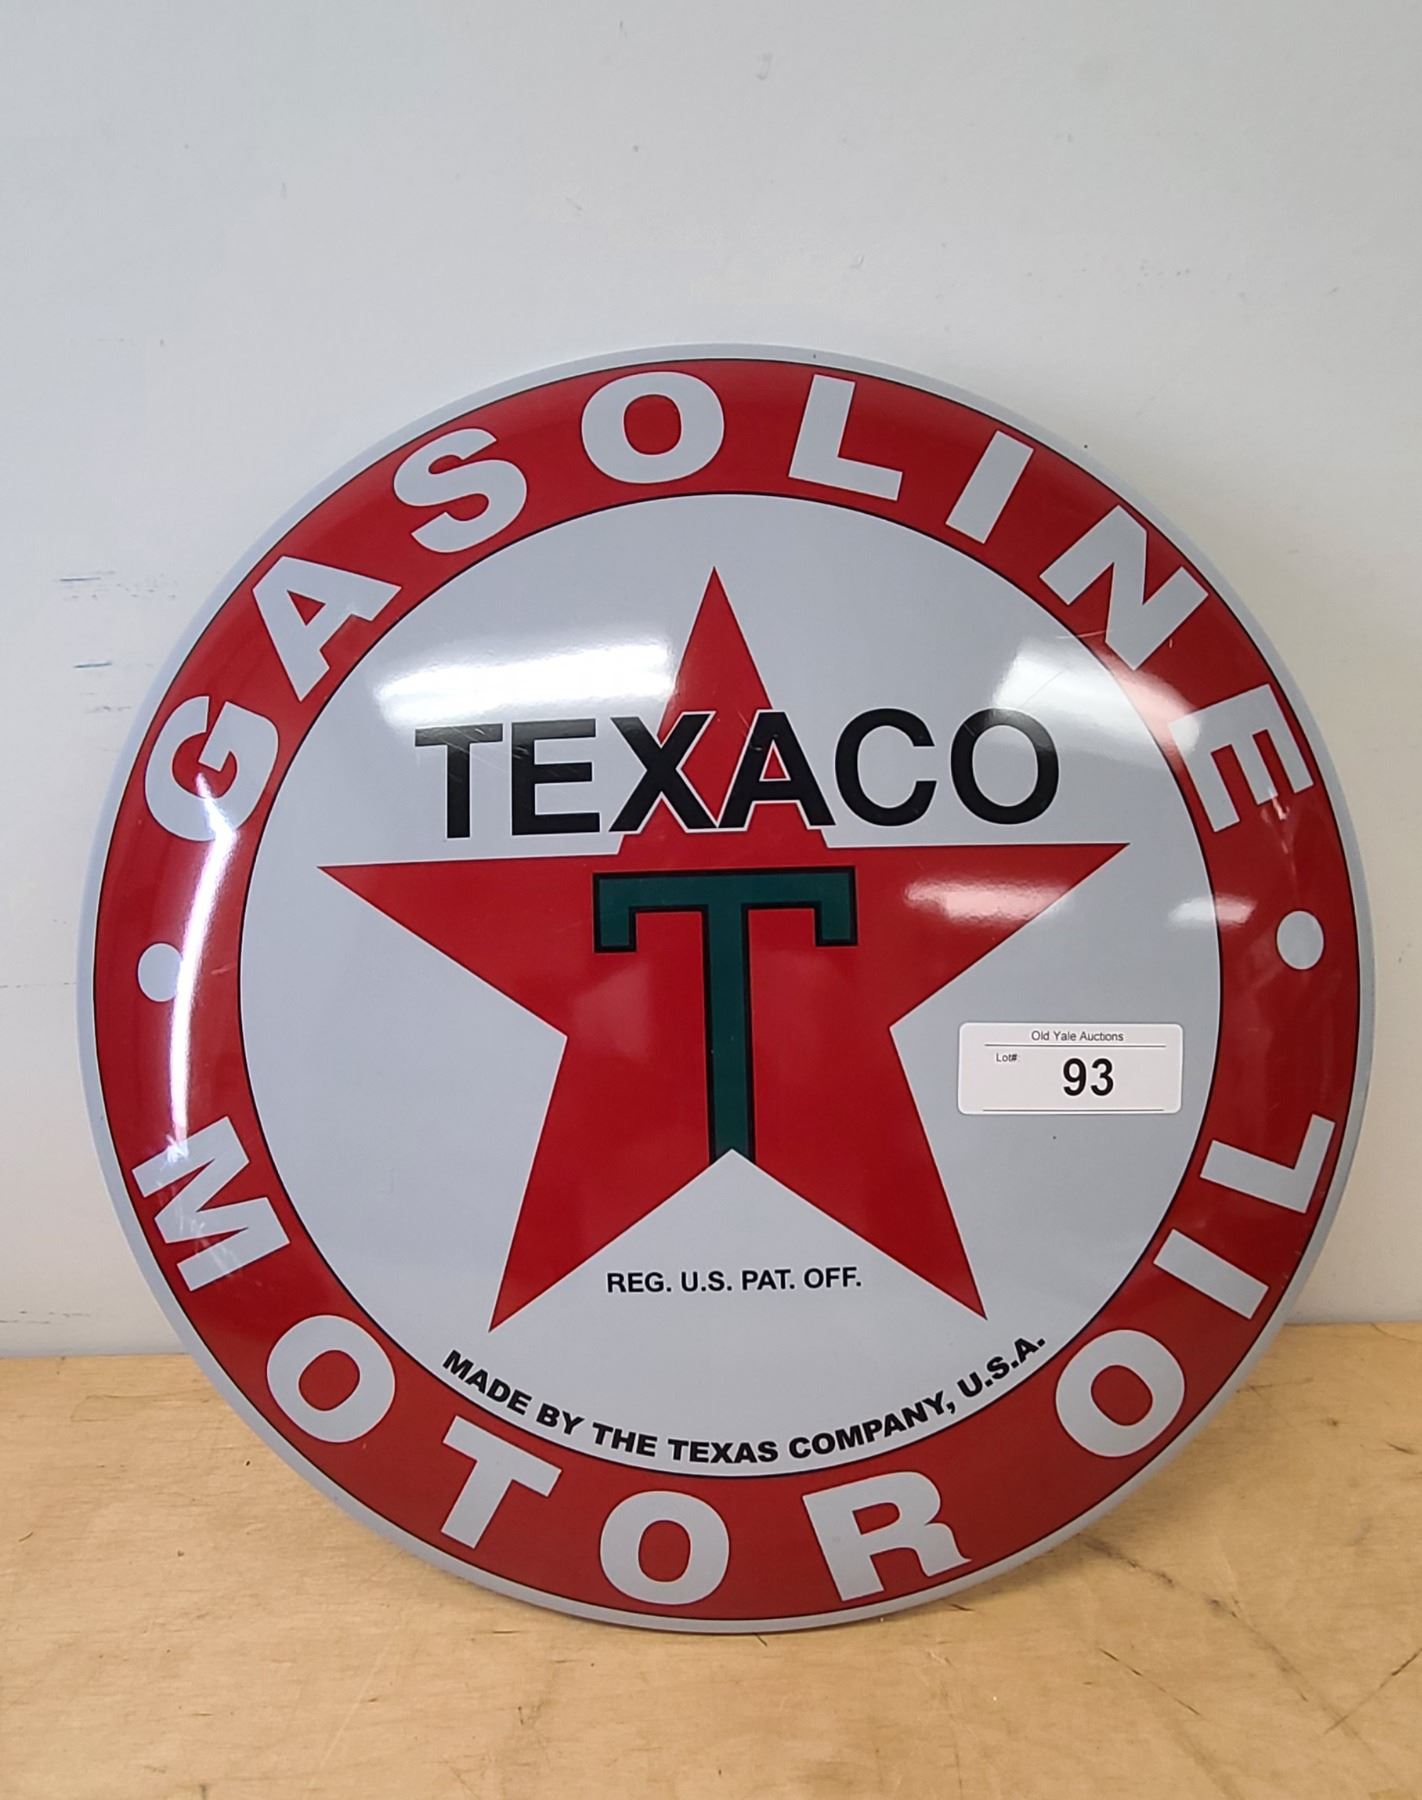 GASOLINE
TEXACO
T
Old Yale Auctions
Lot#
93
REG. U.S. PAT. OFF.
MADE BY THE TEXAS COMPANY, U.S.A.
• MOTOR OIL •